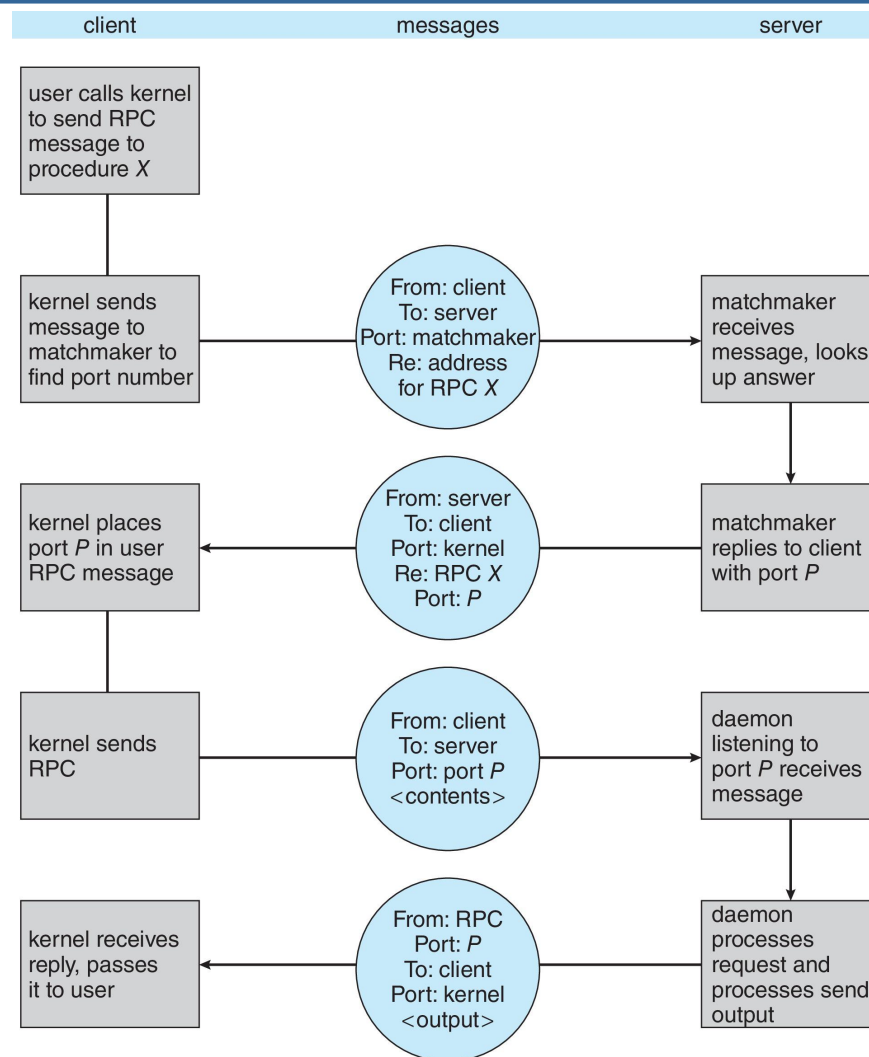 client
messages
server
user calls kernel
to send RPC
message to
procedure X
kernel sends
message to
matchmaker to
find port number
From: client
To: server
Port: matchmaker
Re: address
for RPC X
matchmaker
receives
message, looks
up answer
kernel places
port P in user
RPC message
From: server
To: client
Port: kernel
Re: RPC X
Port: P
matchmaker
replies to client
with port P
kernel sends
RPC
From: client
To: server
Port: port P
<contents>
daemon
listening to
port P receives
message
kernel receives
reply, passes
it to user
From: RPC
Port: P
To: client
Port: kernel
<output>
daemon
processes
request and
processes send
output